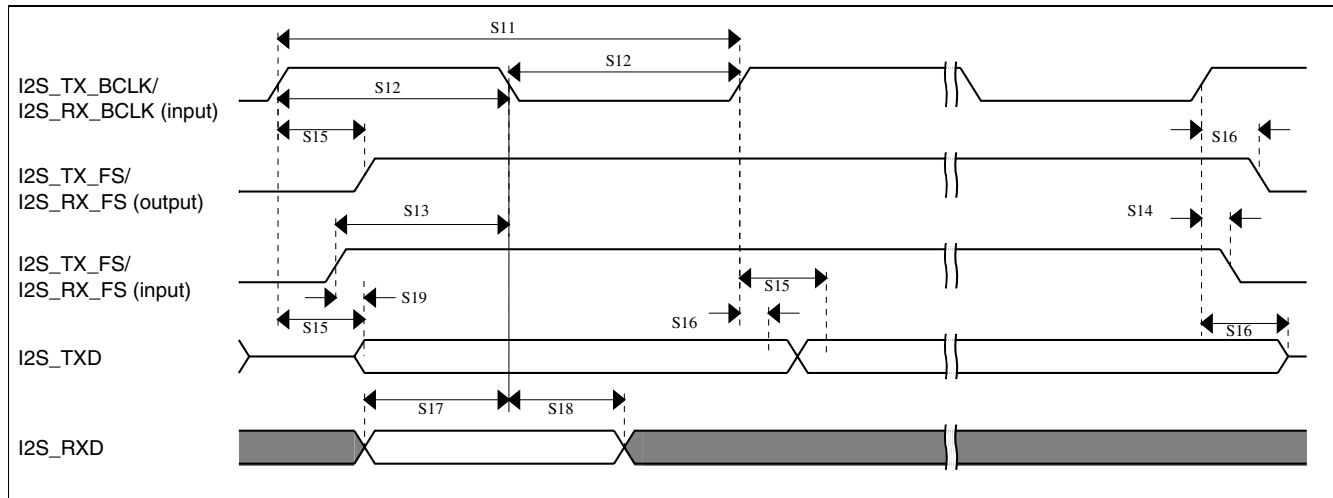 S11
I2S_TX_BCLK/
I2S_RX_BCLK (input)
S12
S12
S15
S16
I2S_TX_FS/
I2S_RX_FS (output)
S13
S14
I2S_TX_FS/
I2S_RX_FS (input)
S15
S19
S15
S16
S16
I2S_TXD
S17
S18
I2S_RXD